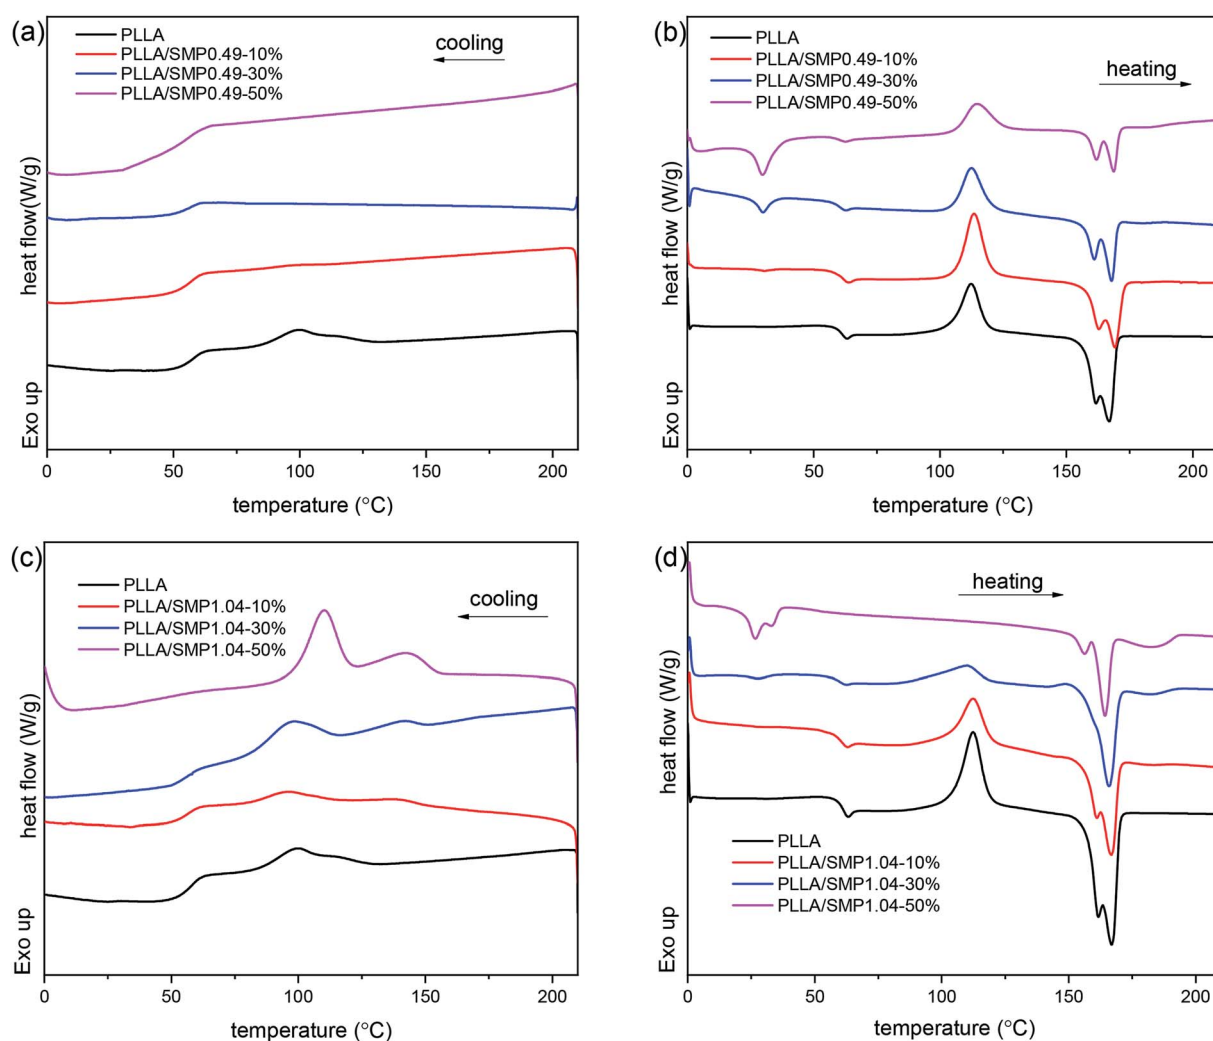 (a)
PLLA
PLLA/SMP0.49-10%
PLLA/SMP0.49-30%
PLLA/SMP0.49-50%
cooling
Exo up
heat flow(W/g)
0 50 100 150 200
temperature (°C)
(b)
PLLA
PLLA/SMP0.49-10%
PLLA/SMP0.49-30%
PLLA/SMP0.49-50%
heating
Exo up
heat flow (W/g)
0 50 100 150 200
temperature (°C)
(c)
PLLA
PLLA/SMP1.04-10%
PLLA/SMP1.04-30%
PLLA/SMP1.04-50%
cooling
Exo up
heat flow (W/g)
0 50 100 150 200
temperature (°C)
(d)
heating
PLLA
PLLA/SMP1.04-10%
PLLA/SMP1.04-30%
PLLA/SMP1.04-50%
Exo up
heat flow (W/g)
0 50 100 150 200
temperature (°C)